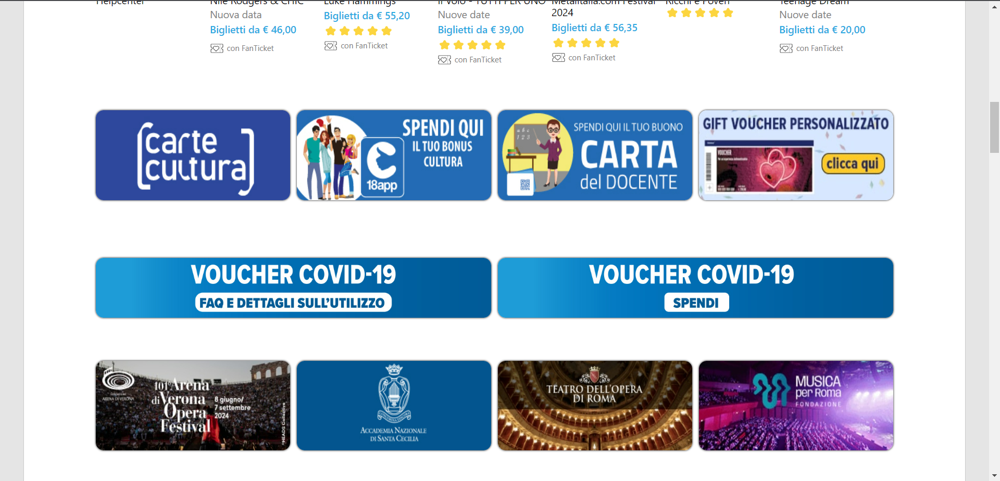 Helpcenter
Nile Rodgers & CHIC
Nuova data
Biglietti da € 46,00
con FanTicket
Luke Hammings
Biglietti da € 55,20
con FanTicket
Il Volo - TUTTI PER UNO
Nuove date
Biglietti da € 39,00
con FanTicket
Metalitalia.com Festival
2024
Biglietti da € 56,35
con FanTicket
Ricchi e Poveri
Teenage Dream
Nuove date
Biglietti da € 20,00
con FanTicket
carte
cultura
SPENDI QUI
IL TUO BONUS
CULTURA
18app
a b c
1 2 3
SPENDI QUI IL TUO BUONO
CARTA
del DOCENTE
GIFT VOUCHER PERSONALIZZATO
VOUCHER
clicca qui
VOUCHER COVID-19
FAQ E DETTAGLI SULL'UTILIZZO
VOUCHER COVID-19
SPENDI
fondazione
ARENA DI VERONA
101° Arena
di Verona
Opera
Festival
8 giugno/
7 settembre
2024
#HEADS Collective
ACCADEMIA NAZIONALE
DI SANTA CECILIA
TEATRO DELL'OPERA
DI ROMA
MUSICA
per Roma
FONDAZIONE